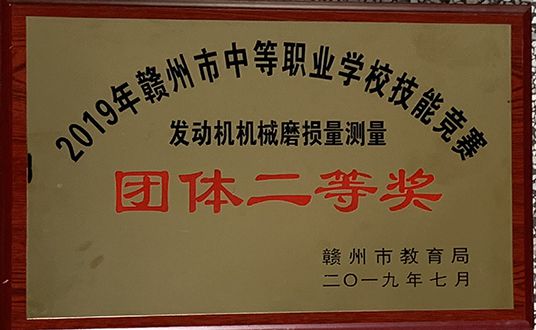 2019年赣州市中等职业学校技能竞赛
发动机机械磨损量测量
团体二等奖
赣州市教育局
二〇一九年七月